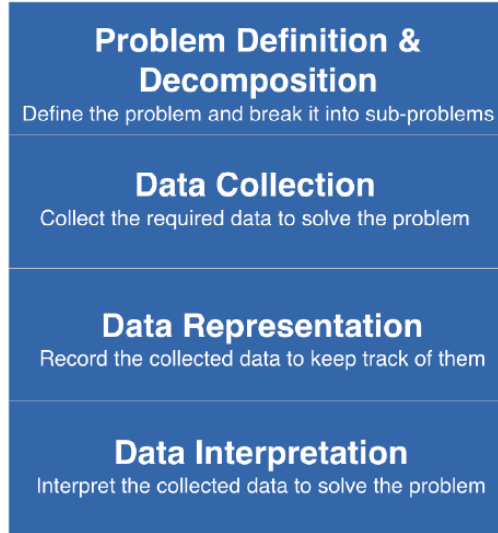 Problem Definition &
Decomposition
Define the problem and break it into sub-problems
Data Collection
Collect the required data to solve the problem
Data Representation
Record the collected data to keep track of them
Data Interpretation
Interpret the collected data to solve the problem